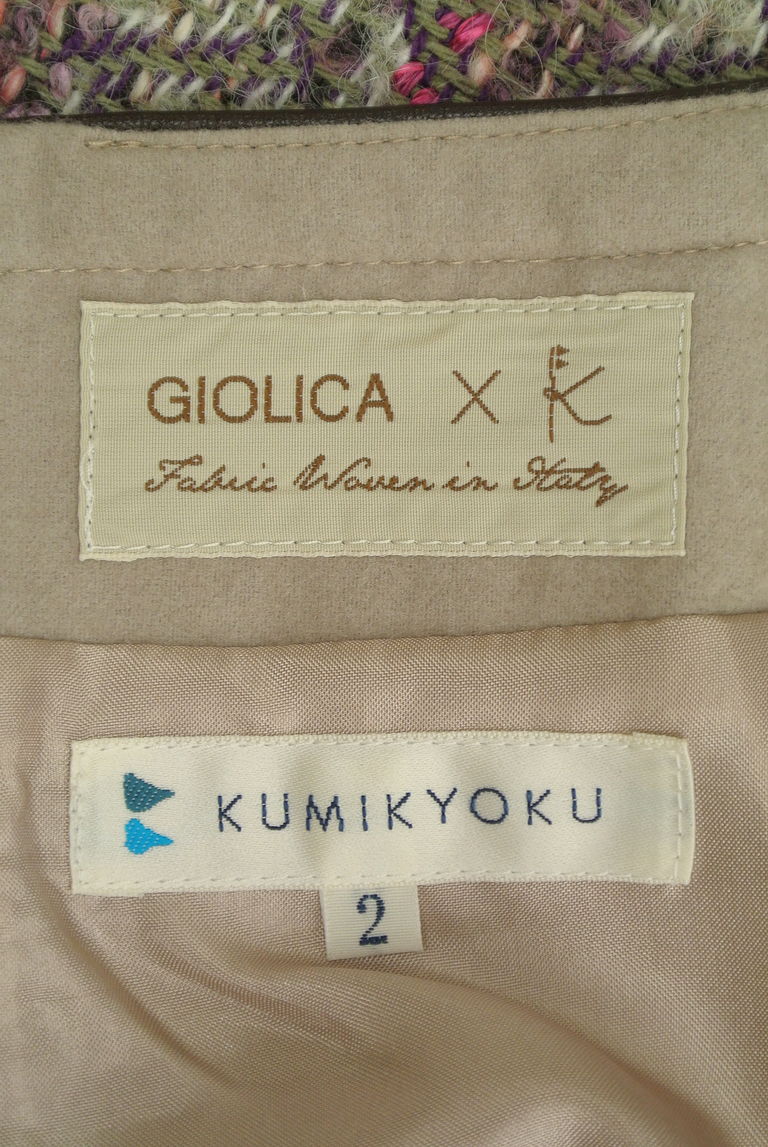 GIOLICA X K
Fabric Woven in Italy
KUMIKYOKU
2